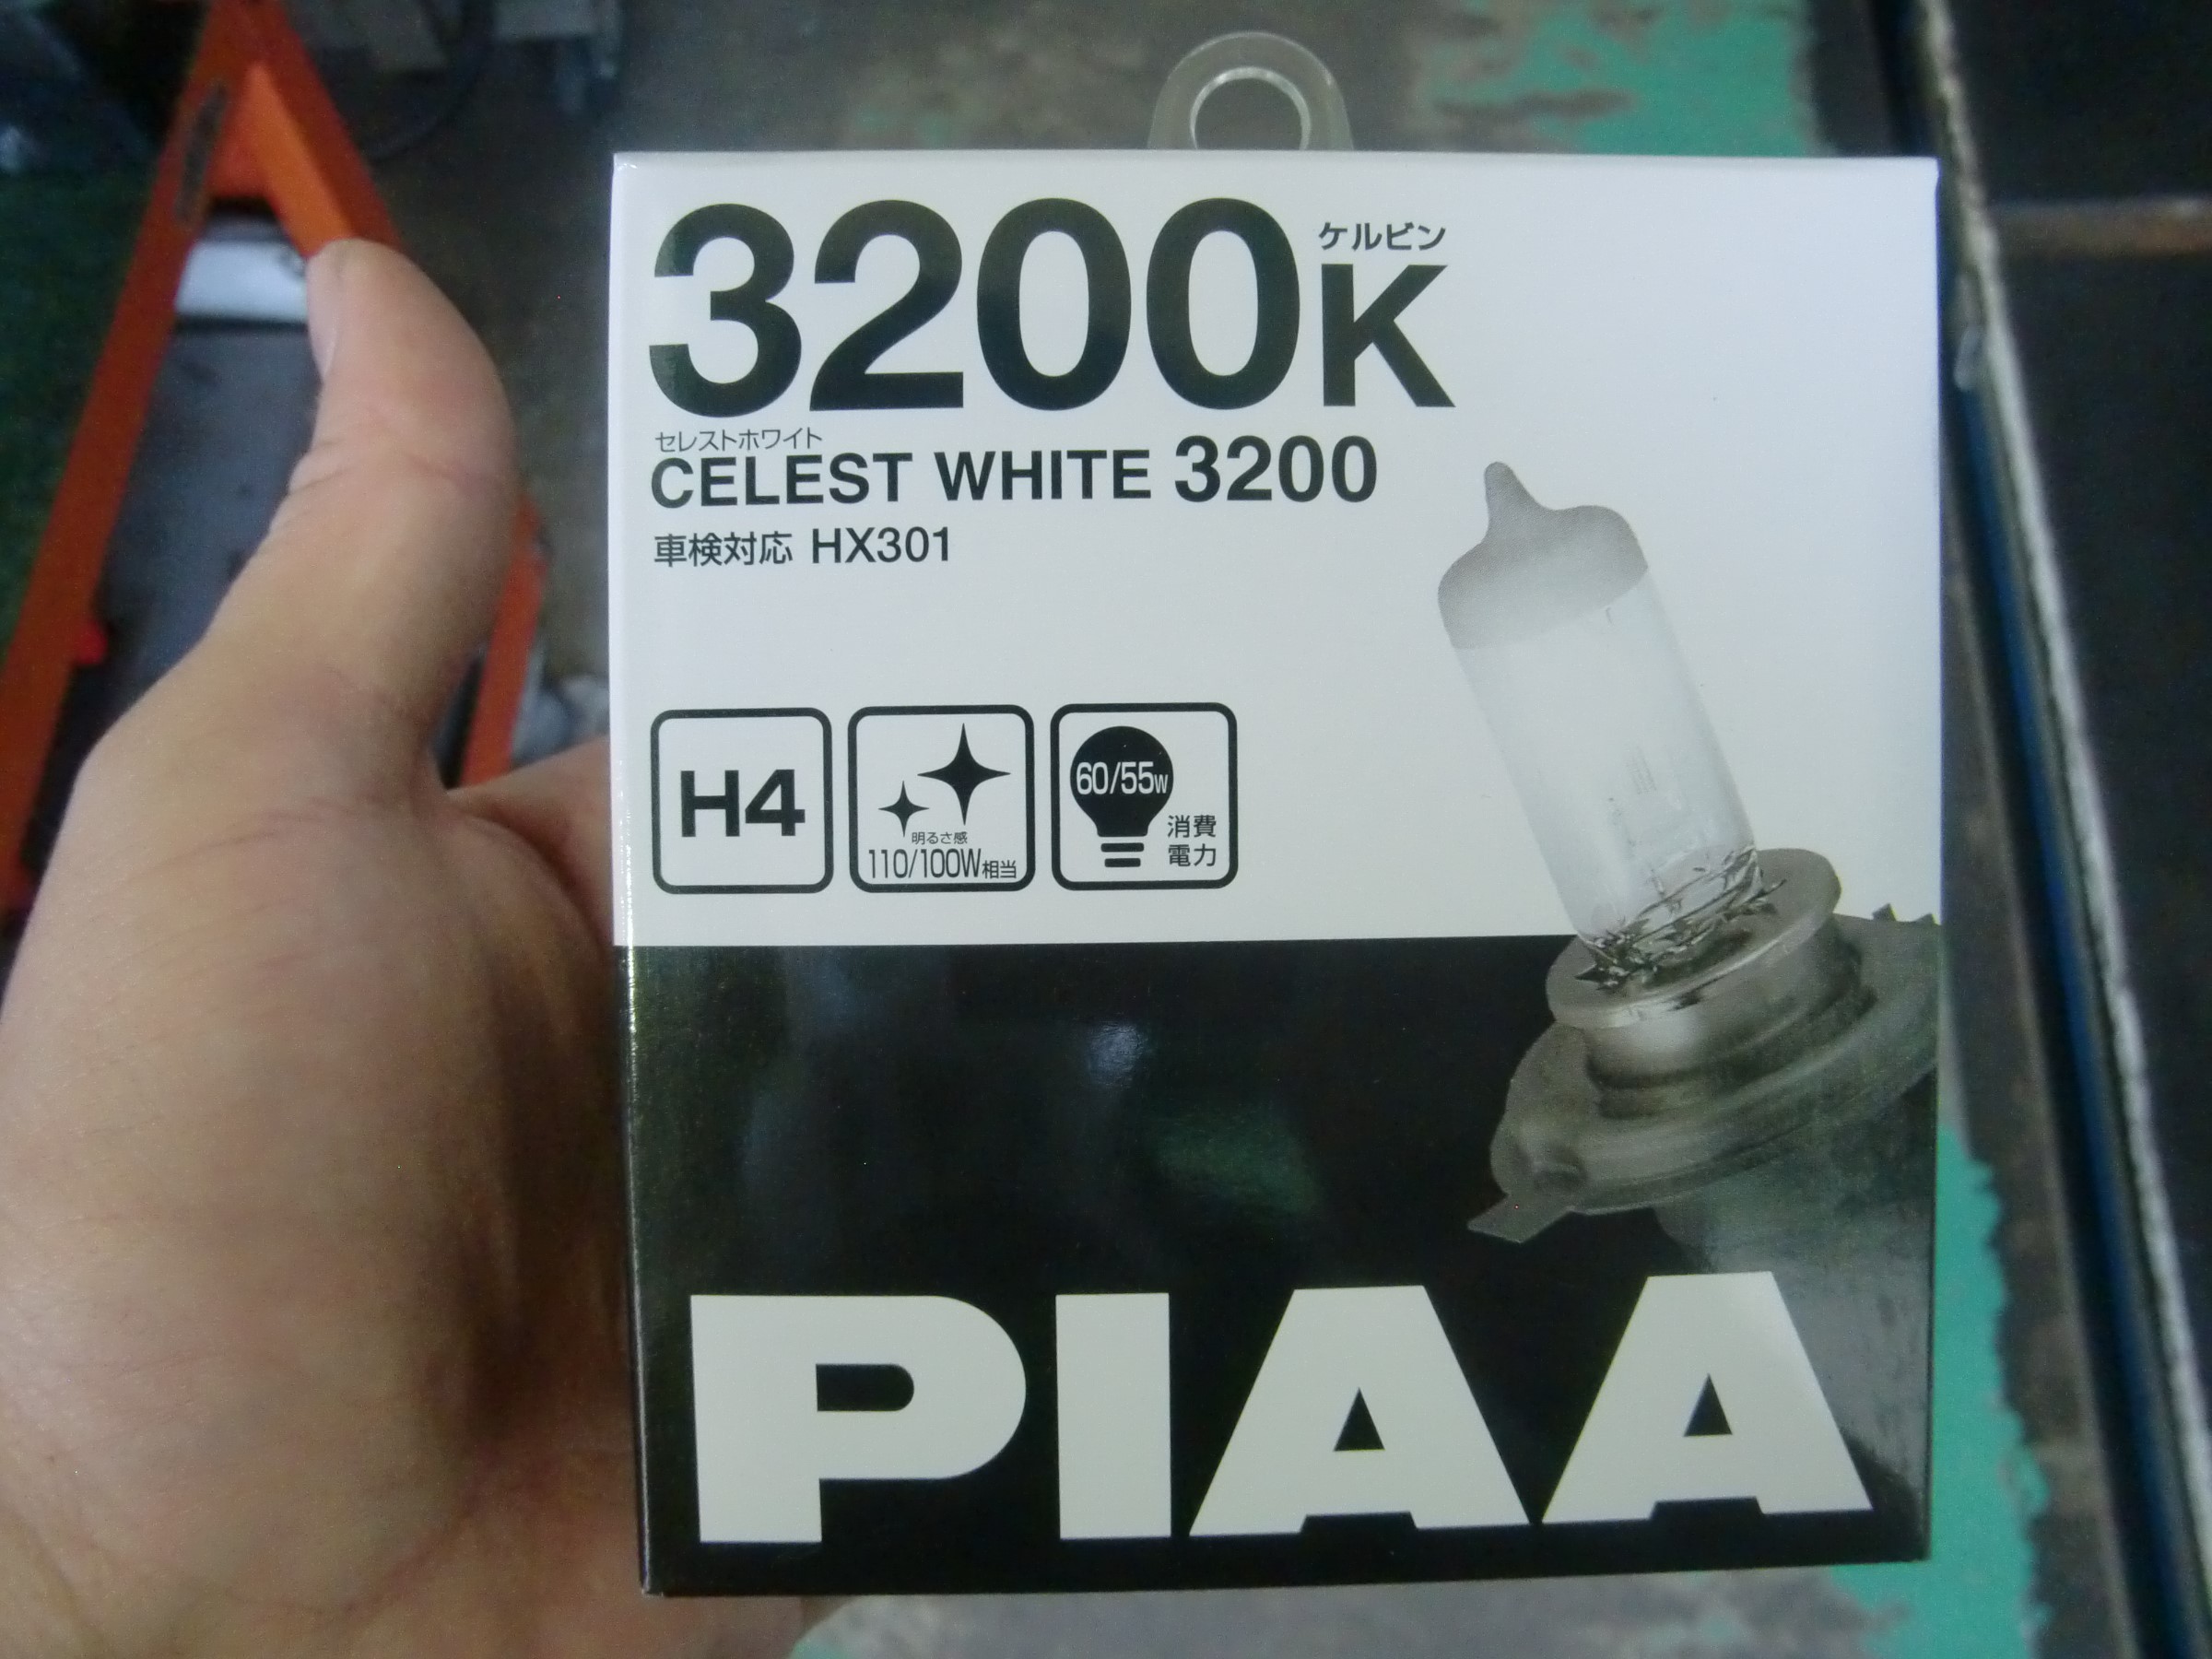 ケルビン
3200K
セレストホワイト
CELEST WHITE 3200
車検対応 HX301
H4
明るさ感
110/100W相当
60/55W
消費
電力
PIAA